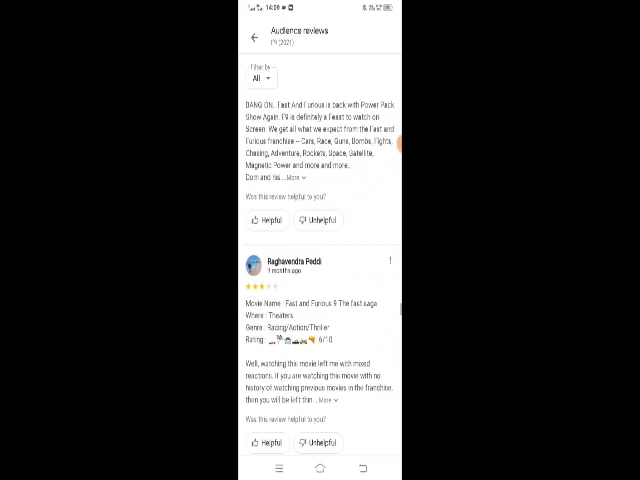 14:09
Audience reviews
F9 (2021)
Filter by
All
BANG ON.. Fast And Furious is back with Power Pack
Show Again. F9 is definitely a Feast to watch on
Screen. We get all what we expect from the Fast and
Furious franchise -- Cars, Race, Guns, Bombs, Fights,
Chasing, Adventure, Rockets, Space, Satellite,
Magnetic Power and more and more..
Dom and his ...More
Was this review helpful to you?
Helpful Unhelpful
Raghavendra Peddi
months ago
Movie Name : Fast and Furious 9 The fast saga
Where : Theaters
Genre : Racing/Action/Thriller
Rating : 6/10
Well, watching this movie left me with mixed
reactions. If you are watching this movie with no
history of watching previous movies in the franchise,
then you will be left thin ...More
Was this review helpful to you?
Helpful Unhelpful